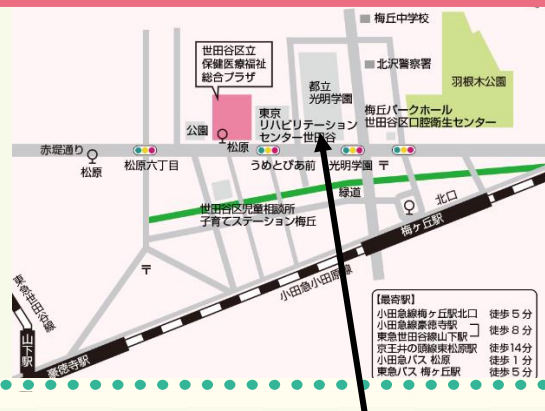 梅丘中学校
世田谷区立
保健医療福祉
総合プラザ
北沢警察署
都立
光明学園
羽根木公園
梅丘パークホール
世田谷区口腔衛生センター
東京
リハビリテーション
センター世田谷
公園
松原
赤堤通り
松原
松原六丁目
うめとぴあ前
光明学園
緑道
北口
世田谷区児童相談所
子育てステーション梅丘
梅ヶ丘駅
小田急小田原線
東急世田谷線
山下駅
豪徳寺駅
【最寄駅】
小田急線梅ヶ丘駅北口 徒歩5分
小田急線豪徳寺駅
東急世田谷線山下駅 徒歩8分
京王井の頭線東松原駅 徒歩14分
小田急バス 松原 徒歩1分
東急バス 梅ヶ丘駅 徒歩5分